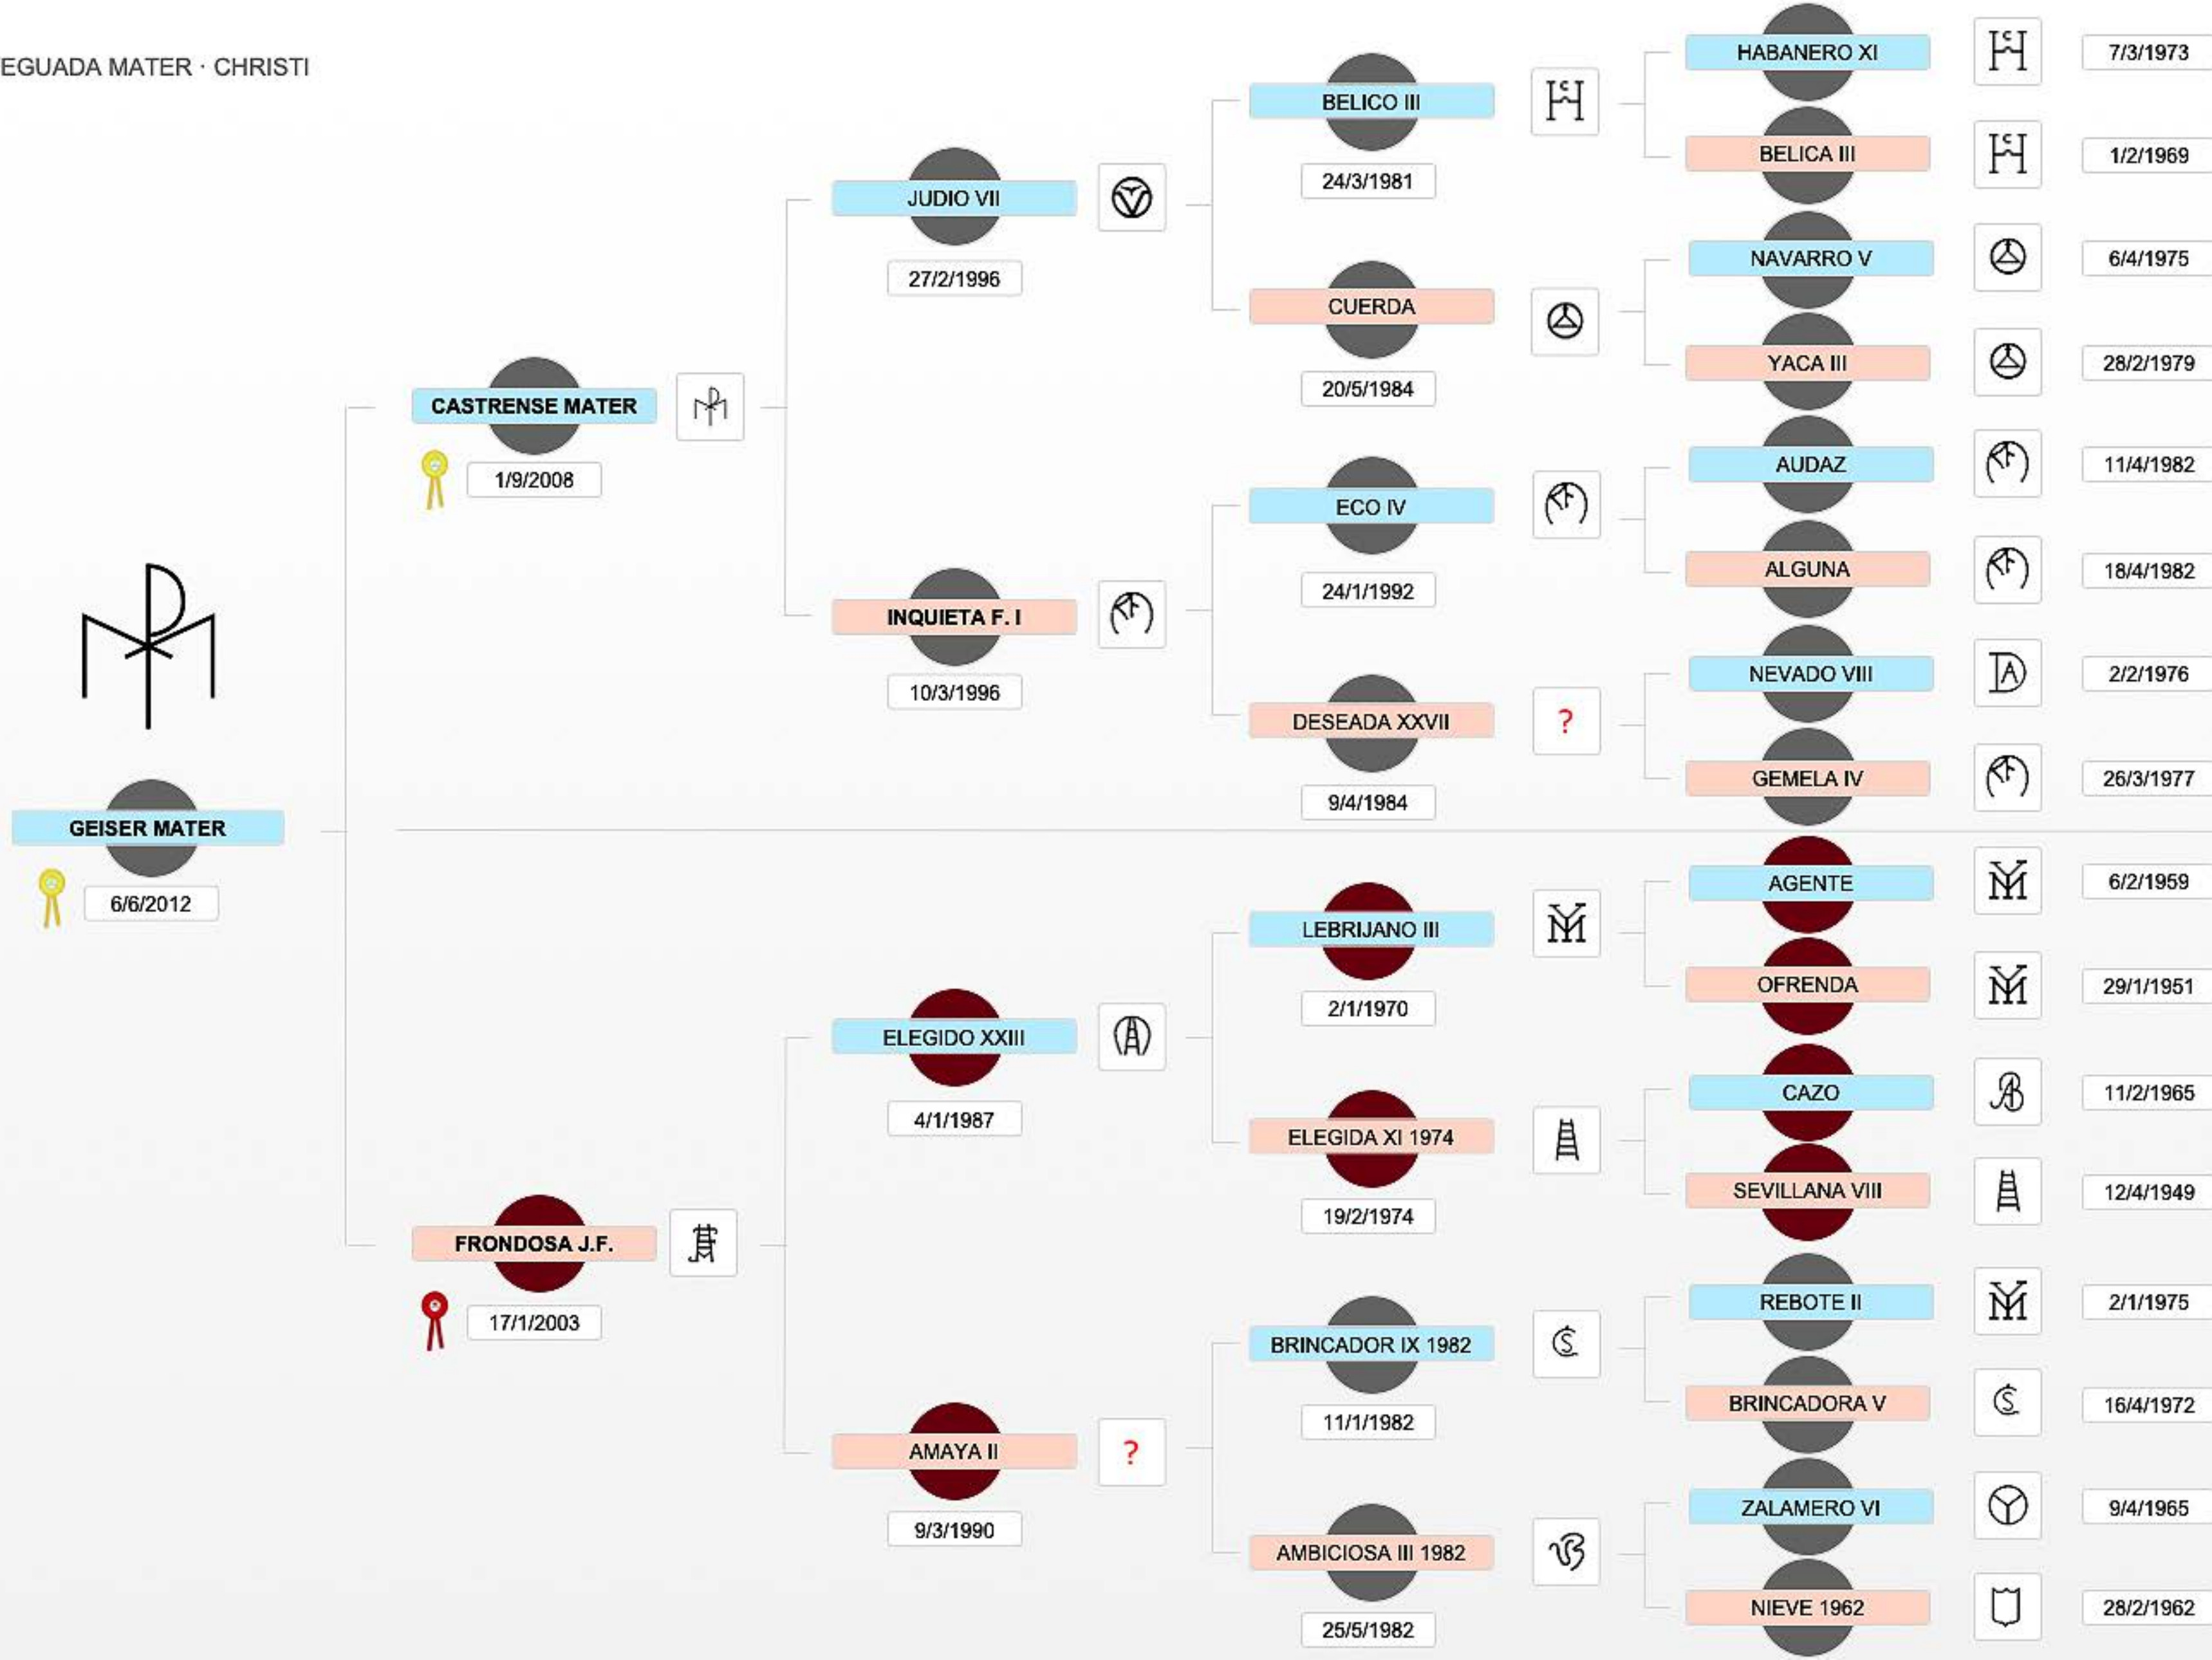 EGUADA MATER · CHRISTI
GEISER MATER
6/6/2012
CASTRENSE MATER
1/9/2008
FRONDOSA J.F.
17/1/2003
JUDIO VII
27/2/1996
INQUIETA F. I
10/3/1996
ELEGIDO XXIII
4/1/1987
AMAYA II
?
9/3/1990
BELICO III
24/3/1981
CUERDA
20/5/1984
ECO IV
24/1/1992
DESEADA XXVII
?
9/4/1984
LEBRIJANO III
2/1/1970
ELEGIDA XI 1974
19/2/1974
BRINCADOR IX 1982
11/1/1982
AMBICIOSA III 1982
25/5/1982
HABANERO XI
7/3/1973
BELICA III
1/2/1969
NAVARRO V
6/4/1975
YACA III
28/2/1979
AUDAZ
11/4/1982
ALGUNA
18/4/1982
NEVADO VIII
2/2/1976
GEMELA IV
26/3/1977
AGENTE
6/2/1959
OFRENDA
29/1/1951
CAZO
11/2/1965
SEVILLANA VIII
12/4/1949
REBOTE II
2/1/1975
BRINCADORA V
16/4/1972
ZALAMERO VI
9/4/1965
NIEVE 1962
28/2/1962